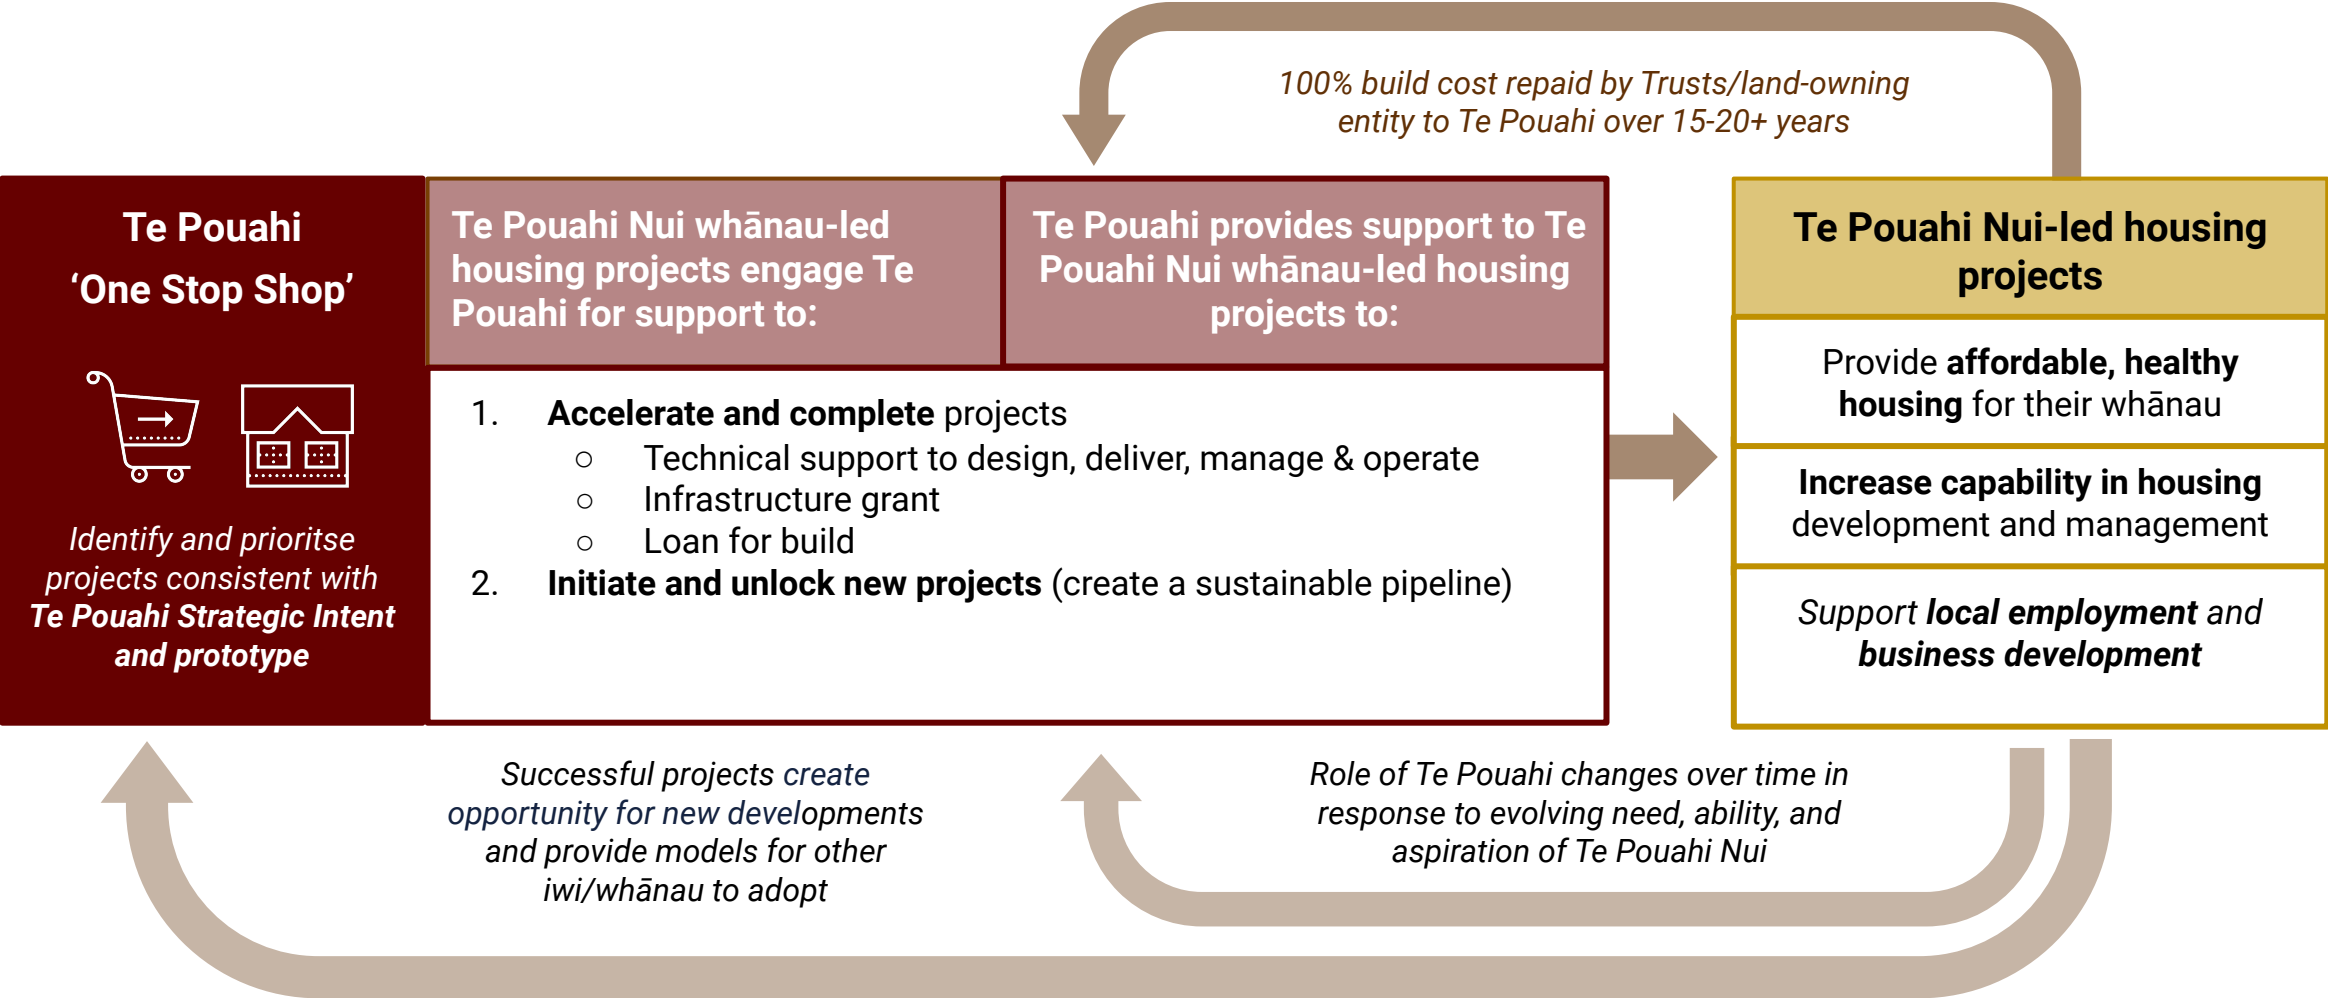 100% build cost repaid by Trusts/land-owning
entity to Te Pouahi over 15-20+ years
Te Pouahi
‘One Stop Shop’
Identify and prioritse
projects consistent with
Te Pouahi Strategic Intent
and prototype
Te Pouahi Nui whānau-led
housing projects engage Te
Pouahi for support to:
Te Pouahi provides support to Te
Pouahi Nui whānau-led housing
projects to:
1. Accelerate and complete projects
○ Technical support to design, deliver, manage & operate
○ Infrastructure grant
○ Loan for build
2. Initiate and unlock new projects (create a sustainable pipeline)
Te Pouahi Nui-led housing
projects
Provide affordable, healthy
housing for their whānau
Increase capability in housing
development and management
Support local employment and
business development
Successful projects create
opportunity for new developments
and provide models for other
iwi/whānau to adopt
Role of Te Pouahi changes over time in
response to evolving need, ability, and
aspiration of Te Pouahi Nui